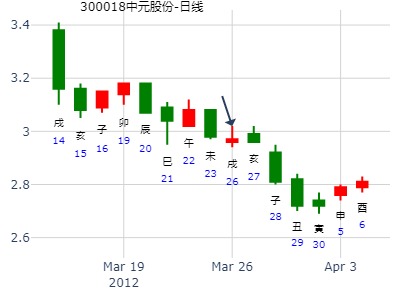 300018中元股份-日线
3.4
3.2
3
2.8
2.6
戌
14
亥
15
子
16
卯
19
辰
20
巳
21
午
22
未
23
戌
26
亥
27
子
28
丑
29
寅
30
申
5
酉
6
Mar 19
2012
Mar 26
Apr 3